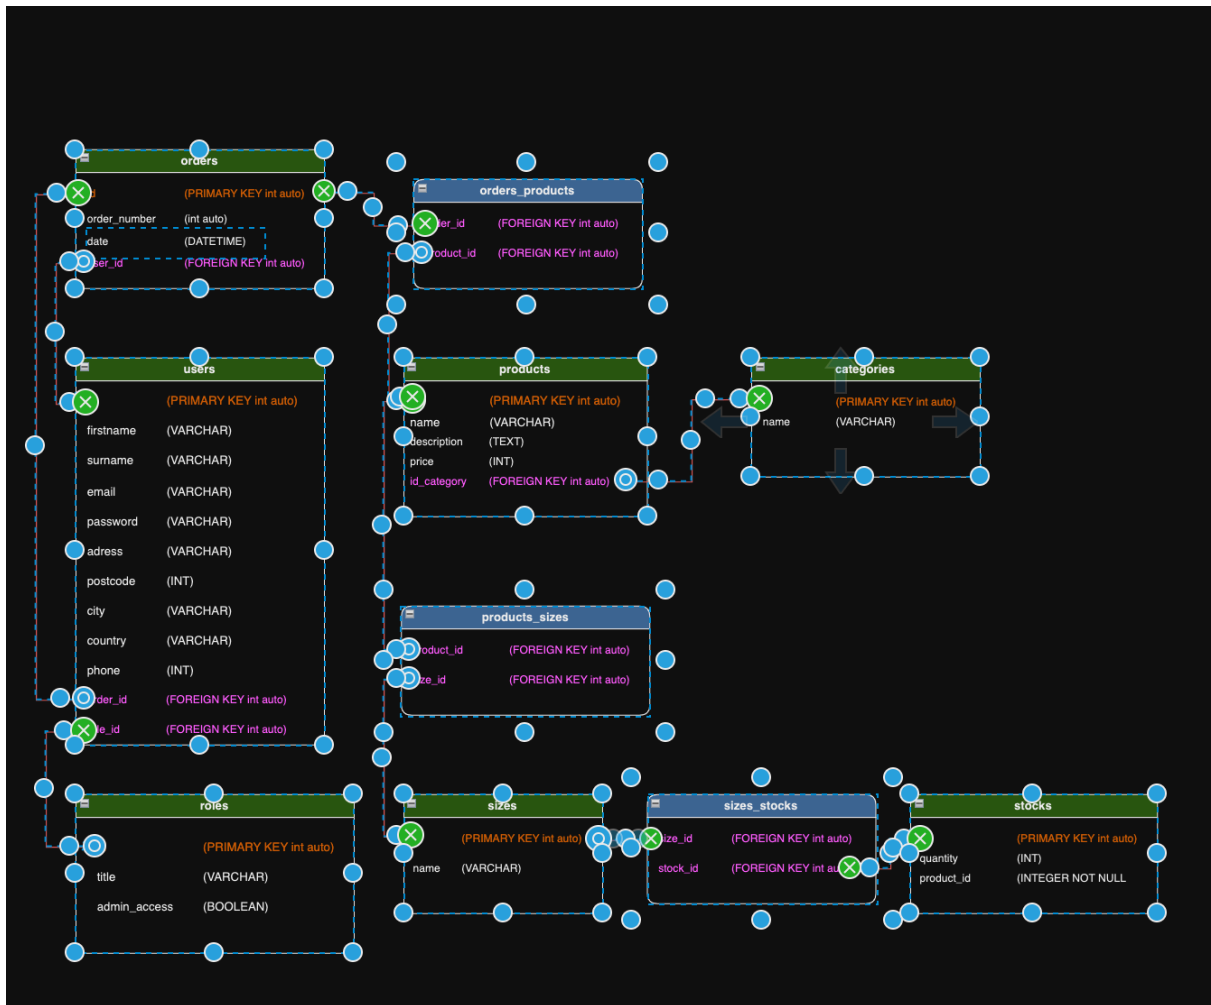 orders
(PRIMARY KEY int auto)
order_number (int auto)
date (DATETIME)
(FOREIGN KEY int auto)
orders_products
(FOREIGN KEY int auto)
(FOREIGN KEY int auto)
users
(PRIMARY KEY int auto)
firstname (VARCHAR)
surname (VARCHAR)
email (VARCHAR)
password (VARCHAR)
adress (VARCHAR)
postcode (INT)
city (VARCHAR)
country (VARCHAR)
phone (INT)
(FOREIGN KEY int auto)
(FOREIGN KEY int auto)
products
(PRIMARY KEY int auto)
name (VARCHAR)
description (TEXT)
price (INT)
id_category (FOREIGN KEY int auto)
categories
(PRIMARY KEY int auto)
name (VARCHAR)
products_sizes
(FOREIGN KEY int auto)
(FOREIGN KEY int auto)
roles
(PRIMARY KEY int auto)
title (VARCHAR)
admin_access (BOOLEAN)
sizes
(PRIMARY KEY int auto)
name (VARCHAR)
sizes_stocks
(FOREIGN KEY int auto)
stock_id (FOREIGN KEY int
stocks
(PRIMARY KEY int auto)
quantity (INT)
product_id (INTEGER NOT NULL